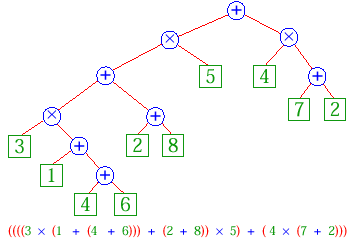 +
× ×
+ 5 4 +
× + 7 2
3 + 2 8
1 +
4 6
((((3 × (1 + (4 + 6))) + (2 + 8)) × 5) + ( 4 × (7 + 2)))